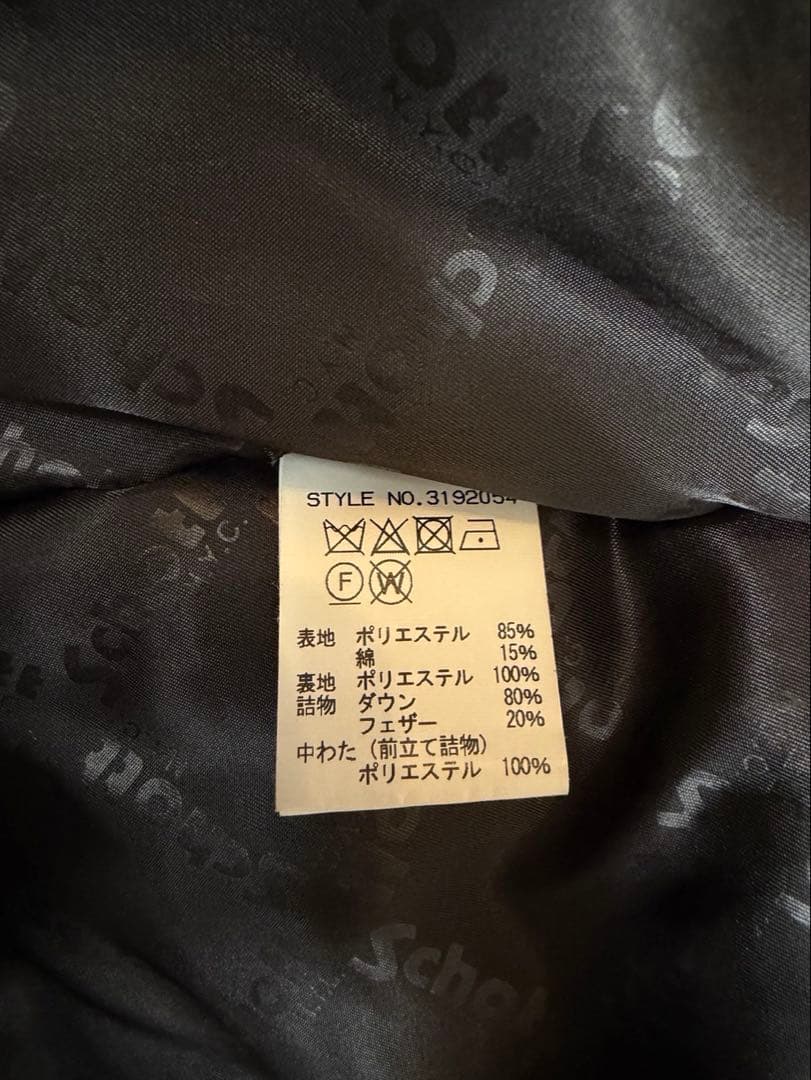 Schott
N.Y.C.
STYLE NO.3192054
F
W
表地 ポリエステル 85%
綿 15%
裏地 ポリエステル 100%
詰物 ダウン 80%
フェザー 20%
中わた (前立て詰物)
ポリエステル 100%
Schott